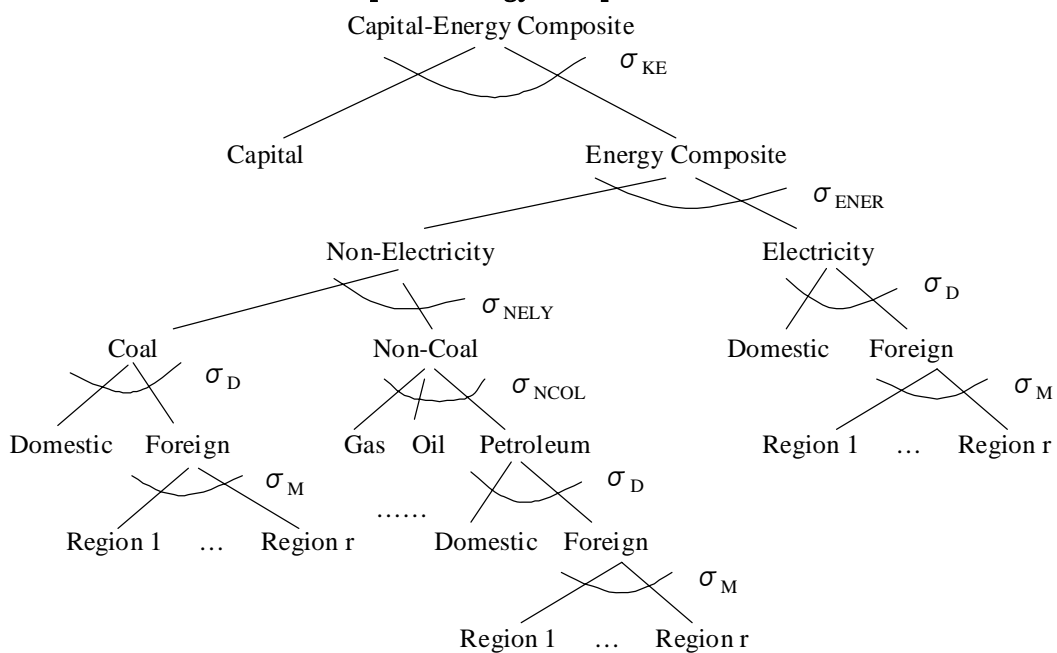 Capital-Energy Composite
σ KE
Capital Energy Composite
σ ENER
Non-Electricity Electricity
σ D
σ NELY
Coal Non-Coal Domestic Foreign
σ D σ NCOL σ M
Domestic Foreign Gas Oil Petroleum Region 1 … Region r
σ M σ D
……
Region 1 … Region r Domestic Foreign
σ M
Region 1 … Region r